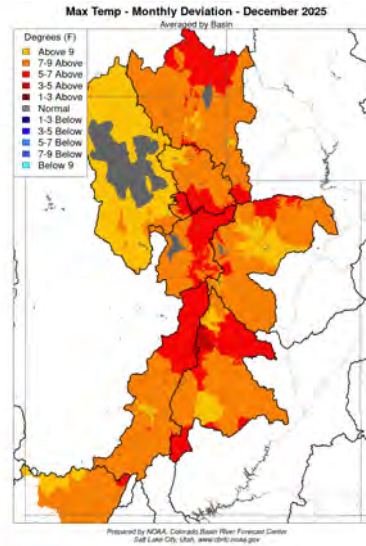 Max Temp - Monthly Deviation - December 2025
Averaged by Basin
Degrees (F)
Above 9
7-9 Above
5-7 Above
3-5 Above
1-3 Above
Normal
1-3 Below
3-5 Below
5-7 Below
7-9 Below
Below 9
Prepared by NOAA, Colorado Basin River Forecast Center
Salt Lake City, Utah, www.cbrfc.noaa.gov